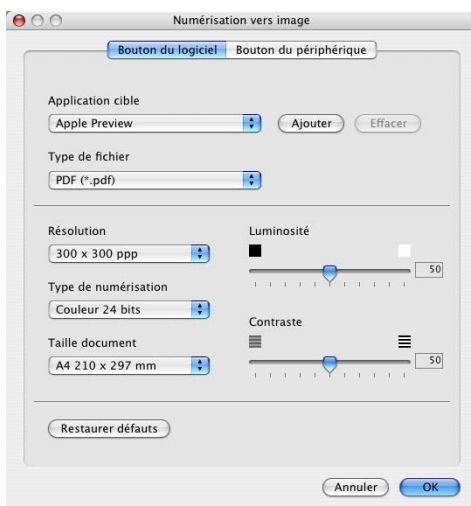 Numérisation vers image
Bouton du logiciel Bouton du périphérique
Application cible
Apple Preview Ajouter Effacer
Type de fichier
PDF (*.pdf)
Résolution
300 x 300 ppp
Type de numérisation
Couleur 24 bits
Taille document
A4 210 x 297 mm
Luminosité
50
Contraste
50
Restaurer défauts
Annuler OK